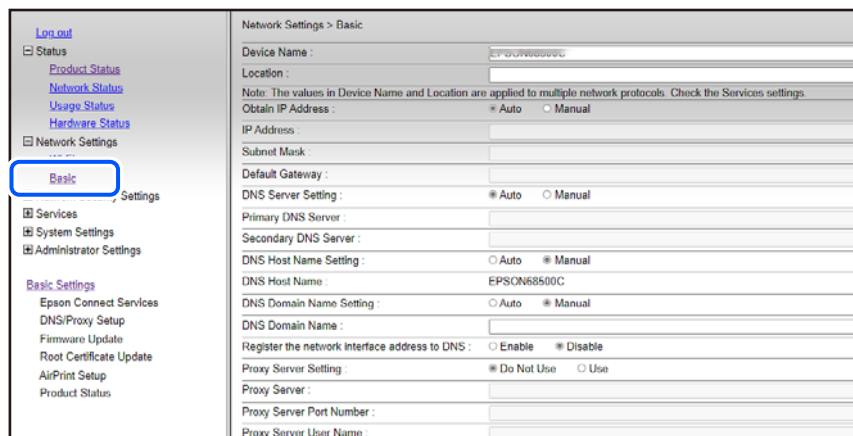 Log out
Status
Product Status
Network Status
Usage Status
Hardware Status
Network Settings
Basic
Settings
Services
System Settings
Administrator Settings
Basic Settings
Epson Connect Services
DNS/Proxy Setup
Firmware Update
Root Certificate Update
AirPrint Setup
Product Status
Network Settings > Basic
Device Name :
Location :
Note: The values in Device Name and Location are applied to multiple network protocols. Check the Services settings.
Obtain IP Address : Auto Manual
IP Address :
Subnet Mask :
Default Gateway :
DNS Server Setting : Auto Manual
Primary DNS Server :
Secondary DNS Server :
DNS Host Name Setting : Auto Manual
DNS Host Name : EPSON68500C
DNS Domain Name Setting : Auto Manual
DNS Domain Name :
Register the network interface address to DNS : Enable Disable
Proxy Server Setting : Do Not Use Use
Proxy Server :
Proxy Server Port Number :
Proxy Server User Name :